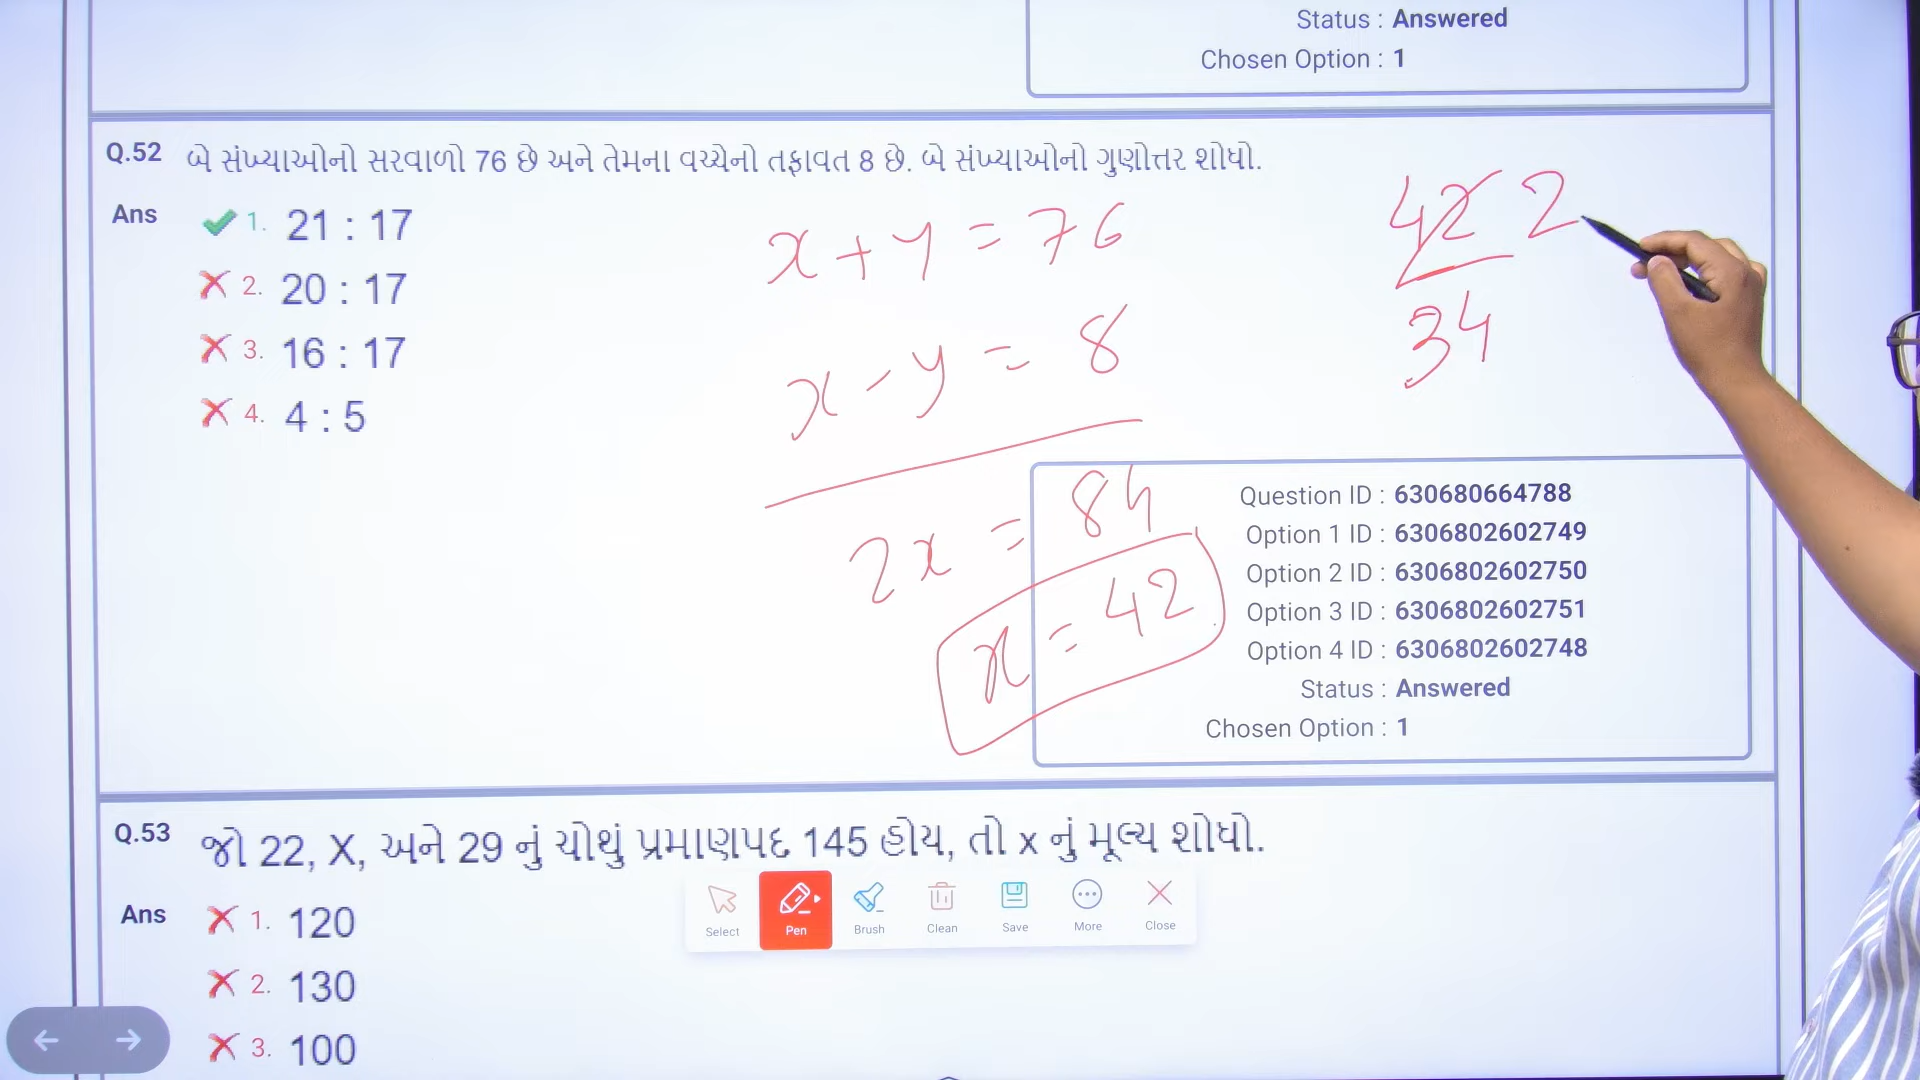 Status : Answered
Chosen Option : 1
Q.52 બે સંખ્યાઓનો સરવાળો 76 છે અને તેમના વચ્ચેનો તફાવત 8 છે. બે સંખ્યાઓનો ગુણોત્તર શોધો.
Ans 1. 21 : 17
2. 20 : 17
3. 16 : 17
4. 4 : 5
x + y = 76
x - y = 8
2x = 84
x = 42
42 2
34
Question ID : 630680664788
Option 1 ID : 6306802602749
Option 2 ID : 6306802602750
Option 3 ID : 6306802602751
Option 4 ID : 6306802602748
Status : Answered
Chosen Option : 1
Q.53 જો 22, X, અને 29 નું ચોથું પ્રમાણપદ 145 હોય, તો x નું મૂલ્ય શોધો.
Ans 1. 120
2. 130
3. 100
Select Pen Brush Clean Save More Close